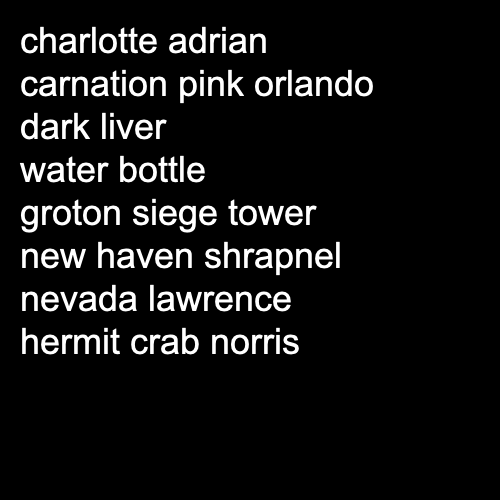 charlotte adrian
carnation pink orlando
dark liver
water bottle
groton siege tower
new haven shrapnel
nevada lawrence
hermit crab norris